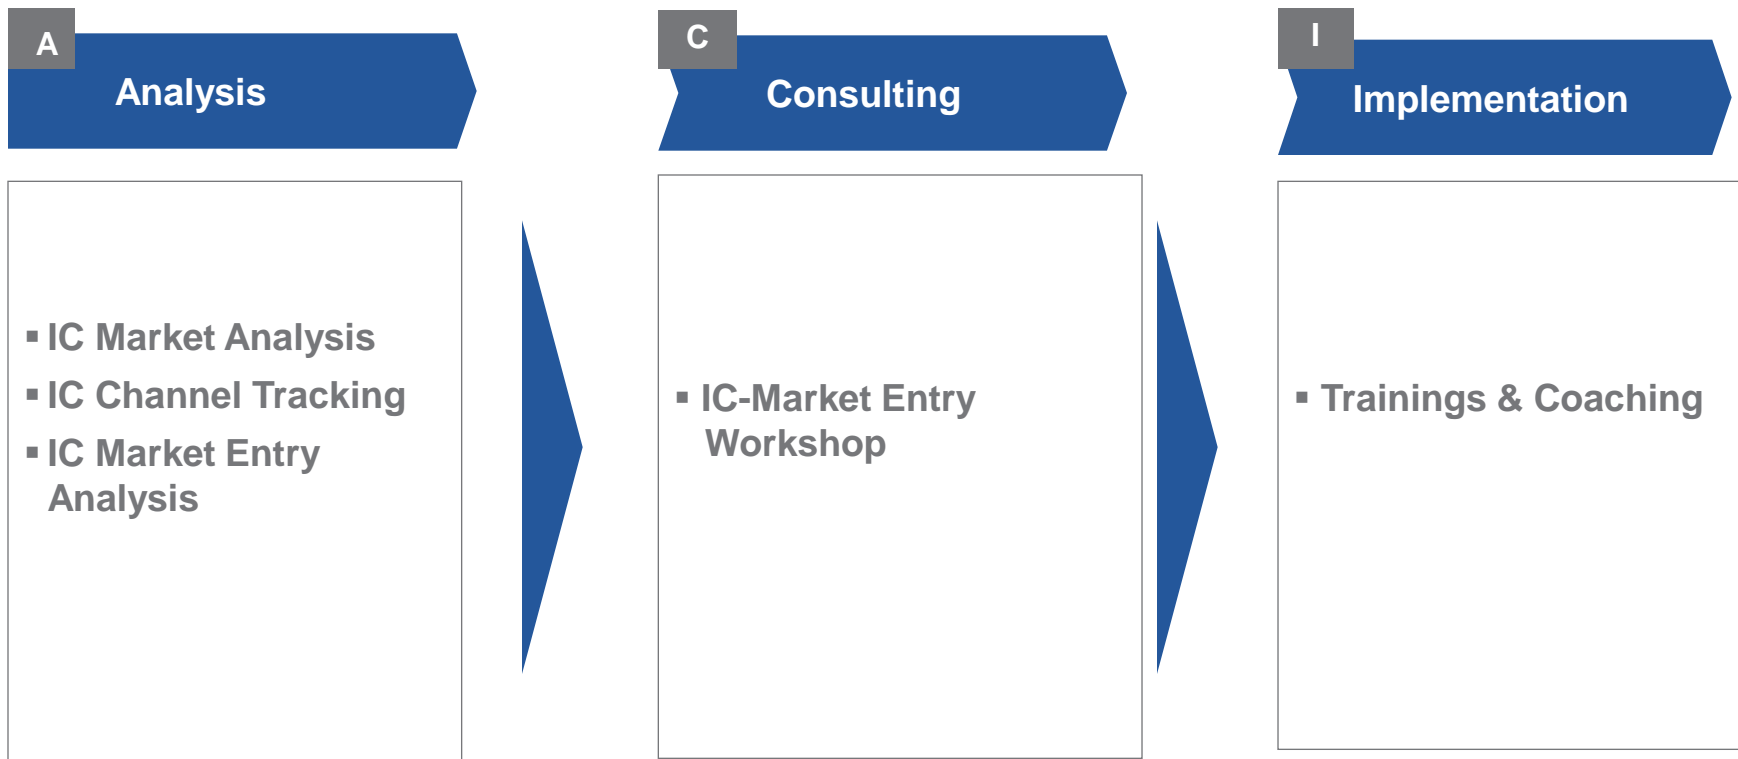 A
Analysis
▪ IC Market Analysis
▪ IC Channel Tracking
▪ IC Market Entry
Analysis
C
Consulting
▪ IC-Market Entry
Workshop
I
Implementation
▪ Trainings & Coaching